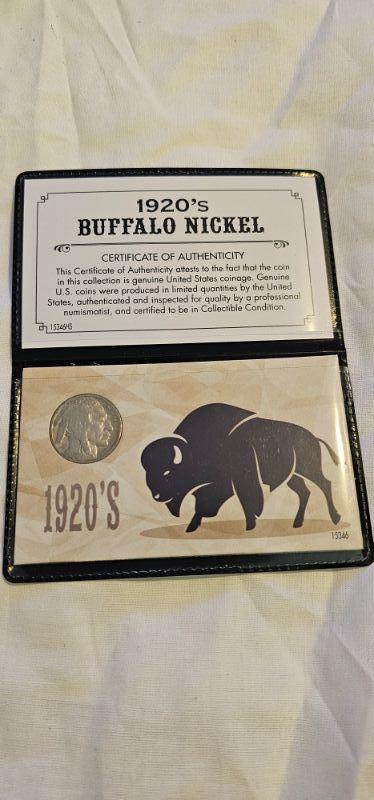 1920's
BUFFALO NICKEL
CERTIFICATE OF AUTHENTICITY
This Certificate of Authenticity attests to the fact that the coin
in this collection is genuine United States coinage. Genuine
U.S. coins were produced in limited quantities by the United
States, authenticated and inspected for quality by a professional
numismatist, and certified to be in Collectible Condition.
15346HS
1920'S
15346